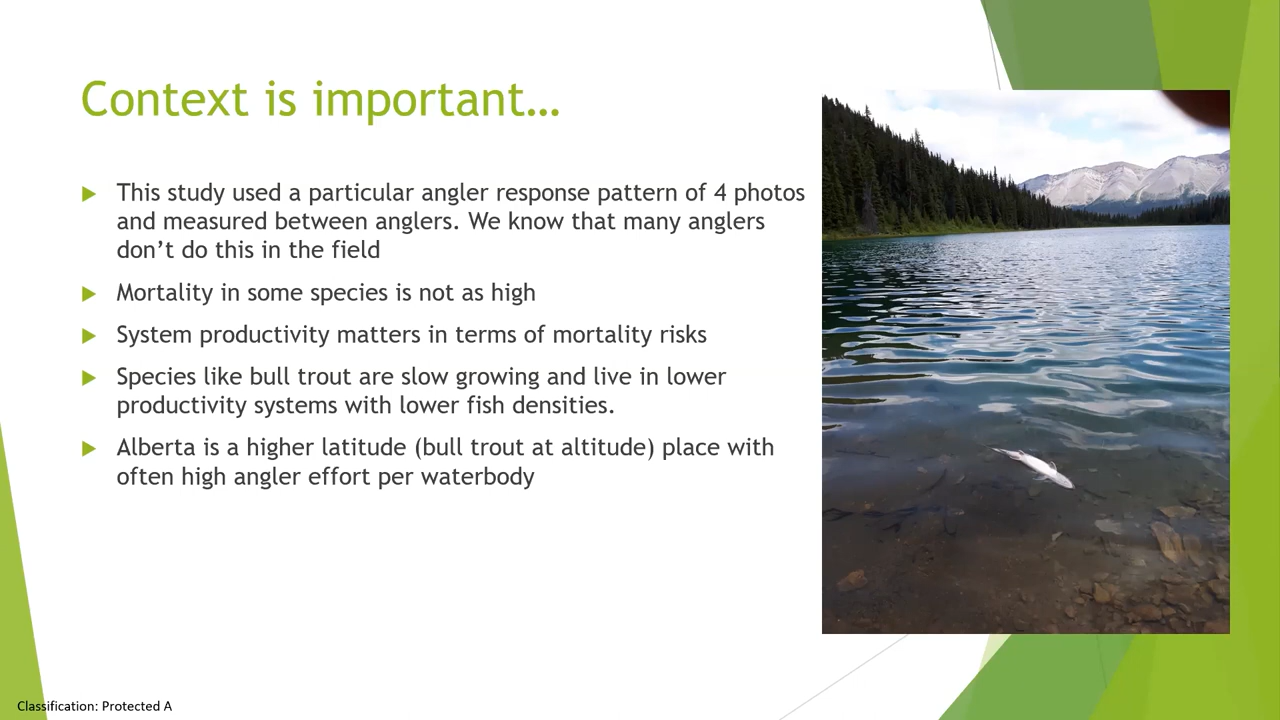 Context is important…
This study used a particular angler response pattern of 4 photos
and measured between anglers. We know that many anglers
don’t do this in the field
Mortality in some species is not as high
System productivity matters in terms of mortality risks
Species like bull trout are slow growing and live in lower
productivity systems with lower fish densities.
Alberta is a higher latitude (bull trout at altitude) place with
often high angler effort per waterbody
Classification: Protected A